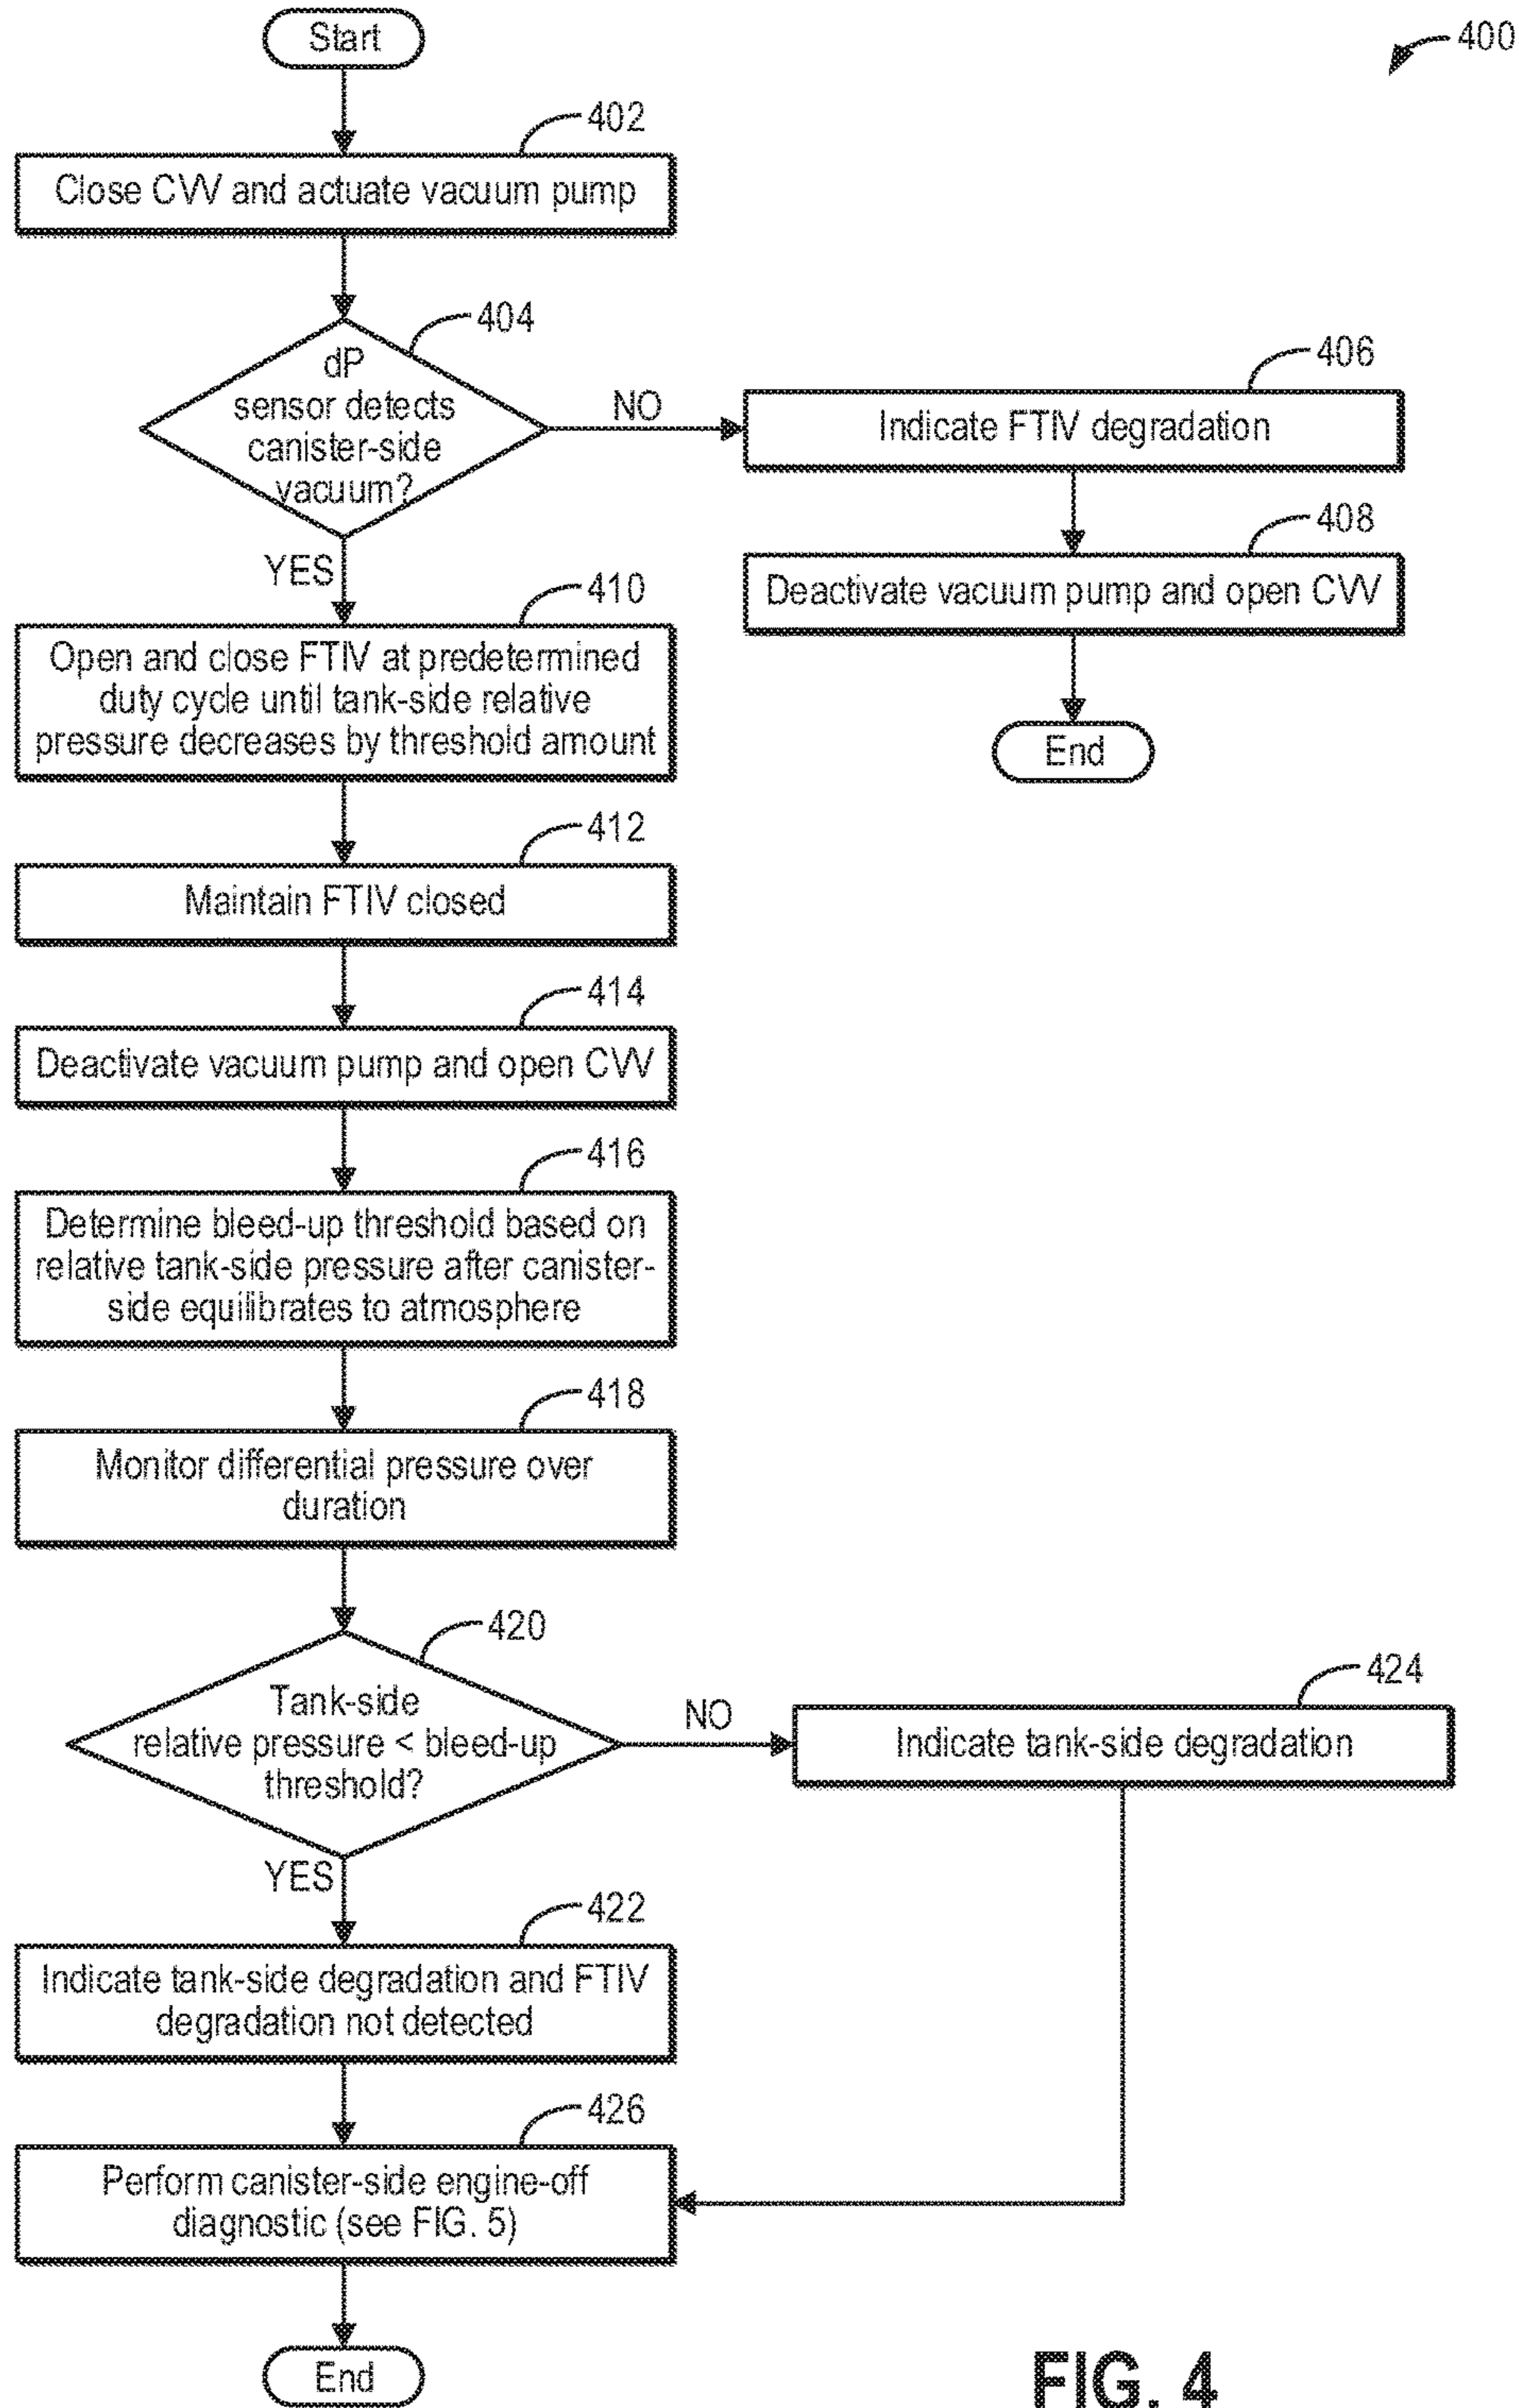 Start
400
402
Close CVV and actuate vacuum pump
404
dP
sensor detects
canister-side
vacuum?
NO
406
Indicate FTIV degradation
408
Deactivate vacuum pump and open CVV
End
YES
410
Open and close FTIV at predetermined
duty cycle until tank-side relative
pressure decreases by threshold amount
412
Maintain FTIV closed
414
Deactivate vacuum pump and open CVV
416
Determine bleed-up threshold based on
relative tank-side pressure after canister-
side equilibrates to atmosphere
418
Monitor differential pressure over
duration
420
Tank-side
relative pressure < bleed-up
threshold?
NO
424
Indicate tank-side degradation
YES
422
Indicate tank-side degradation and FTIV
degradation not detected
426
Perform canister-side engine-off
diagnostic (see FIG. 5)
End
FIG. 4